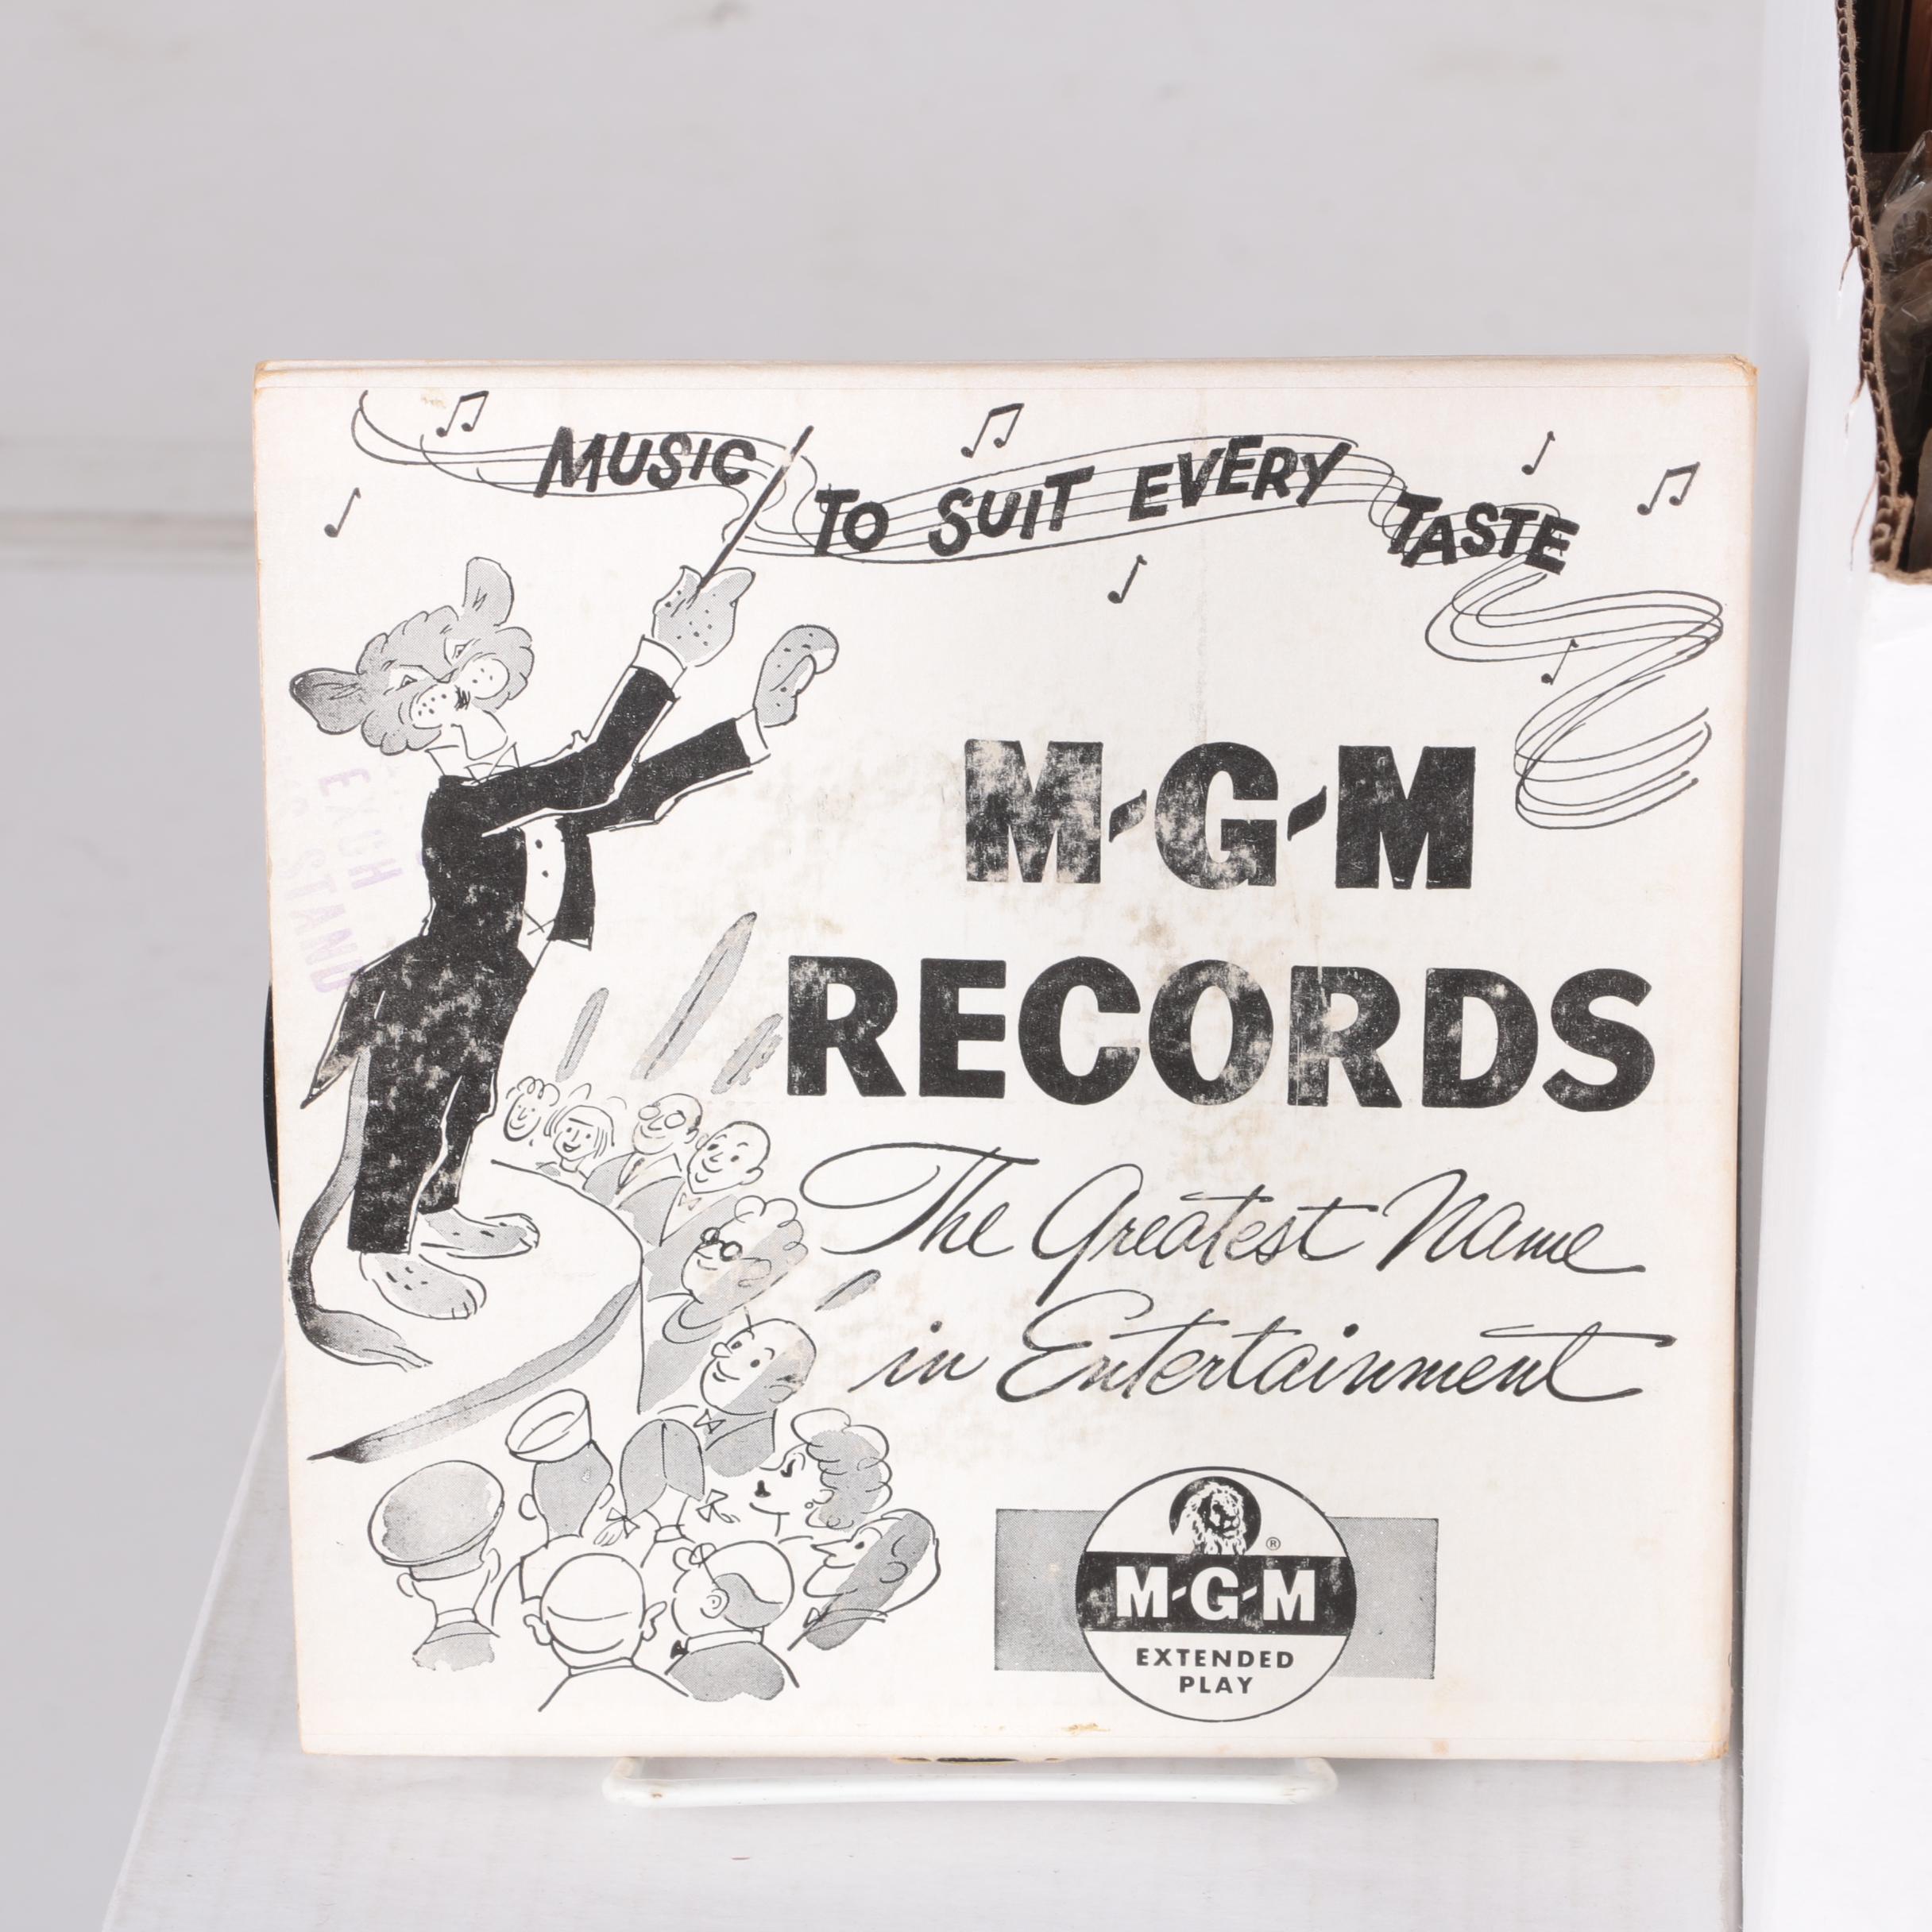 MUSIC TO SUIT EVERY TASTE
M-G-M
RECORDS
The Greatest Name
in Entertainment
EXCH
STAND
®
M-G-M
EXTENDED
PLAY